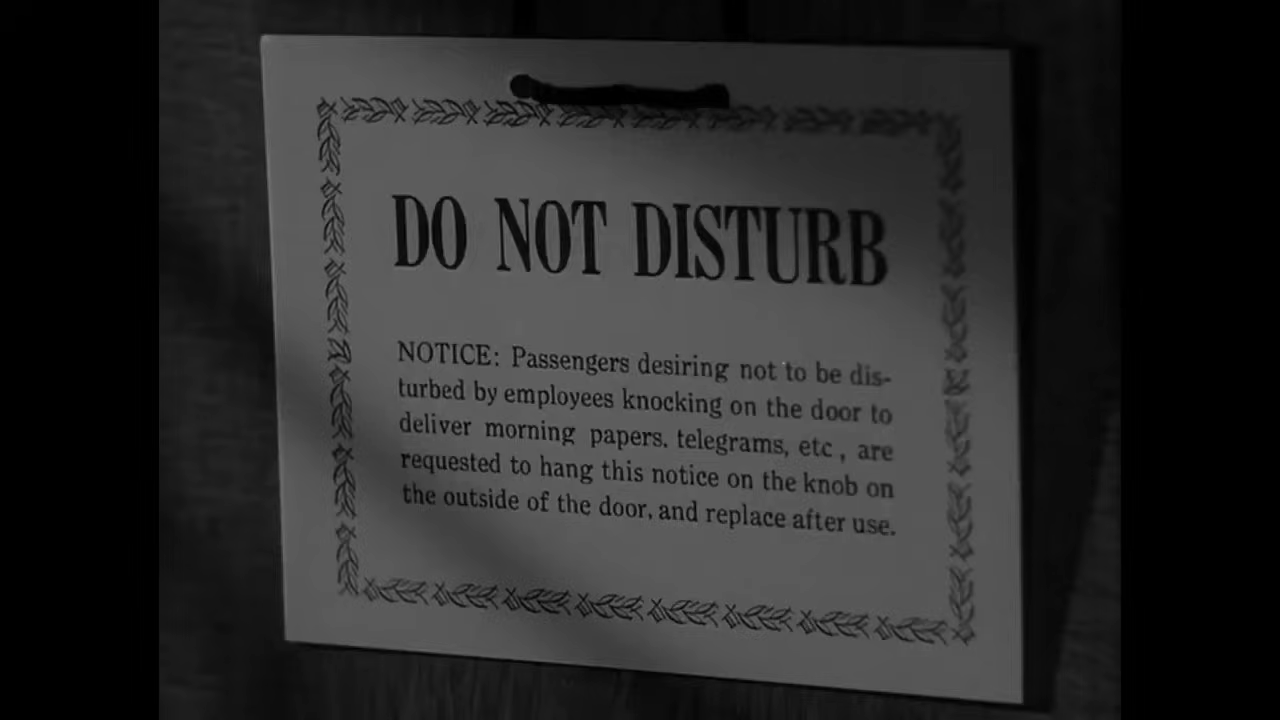 DO NOT DISTURB
NOTICE: Passengers desiring not to be dis-
turbed by employees knocking on the door to
deliver morning papers. telegrams, etc , are
requested to hang this notice on the knob on
the outside of the door, and replace after use.